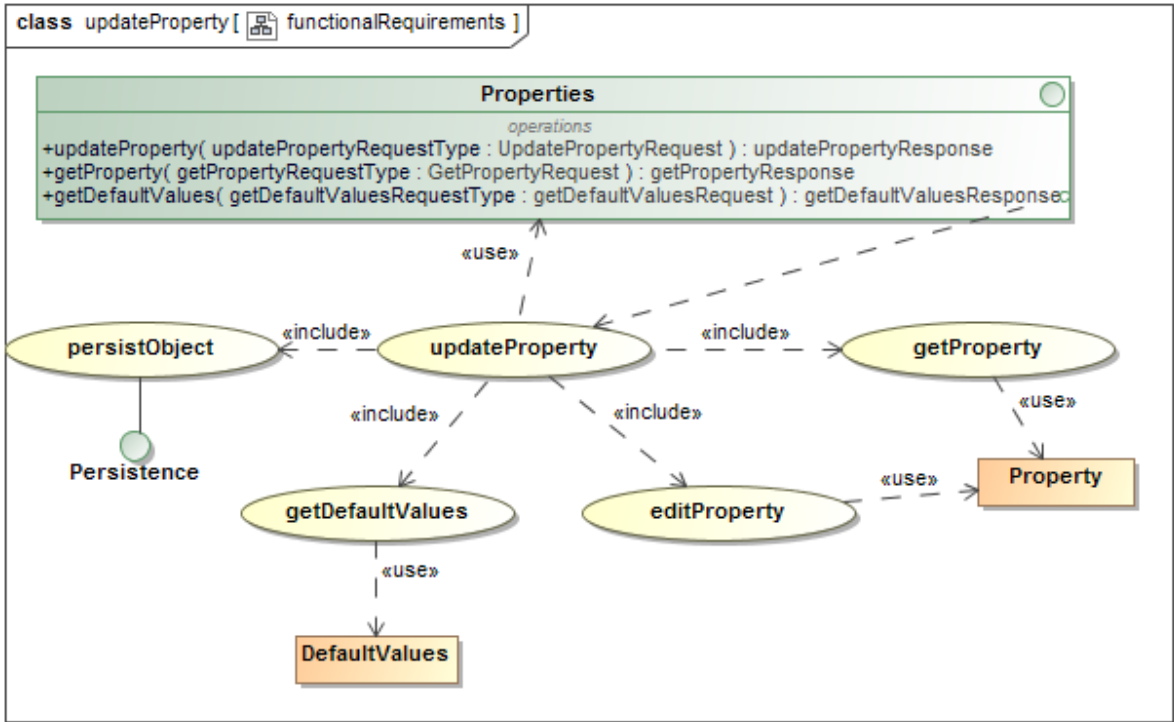 class updateProperty [ functionalRequirements ]
Properties
operations
+updateProperty( updatePropertyRequestType : UpdatePropertyRequest ) : updatePropertyResponse
+getProperty( getPropertyRequestType : GetPropertyRequest ) : getPropertyResponse
+getDefaultValues( getDefaultValuesRequestType : getDefaultValuesRequest ) : getDefaultValuesResponse
«use»
«include»
«include»
persistObject
updateProperty
getProperty
«use»
«include»
«include»
Persistence
Property
«use»
getDefaultValues
editProperty
«use»
DefaultValues